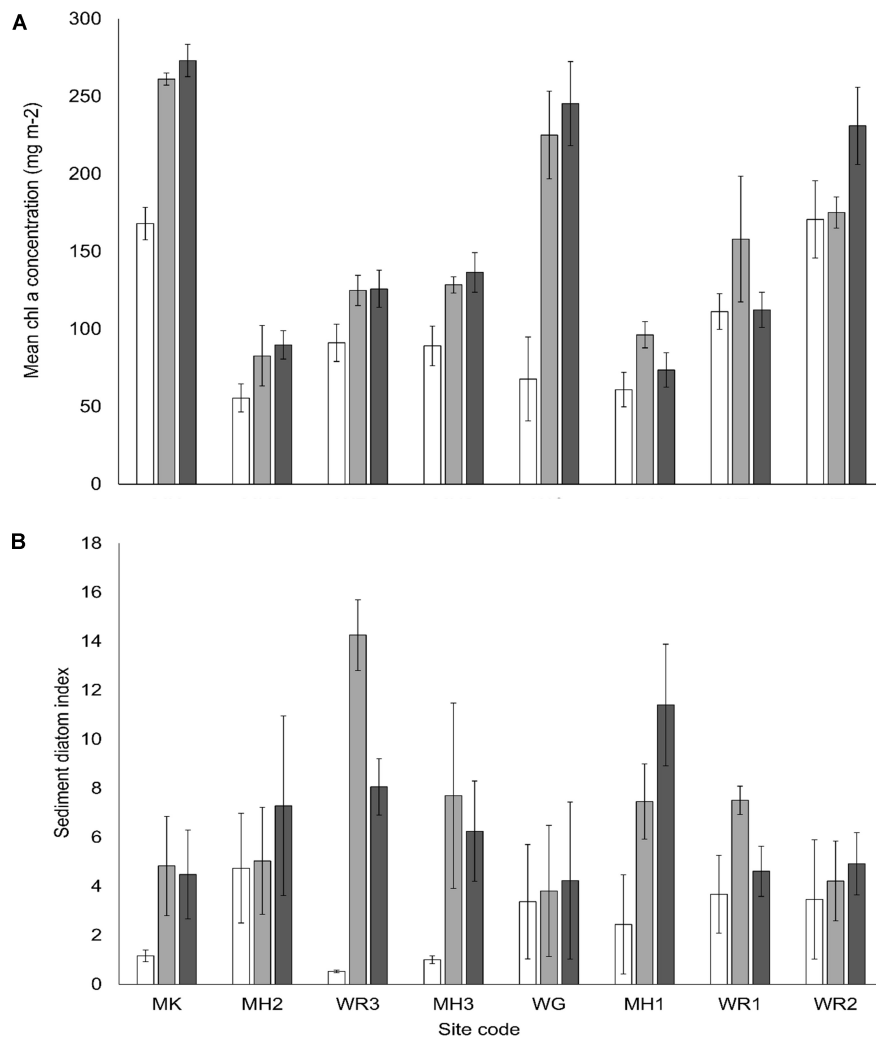 A
300
250
200
150
100
50
0
Mean chl a concentration (mg m-2)
B
18
16
14
12
10
8
6
4
2
0
Sediment diatom index
MK MH2 WR3 MH3 WG MH1 WR1 WR2
Site code